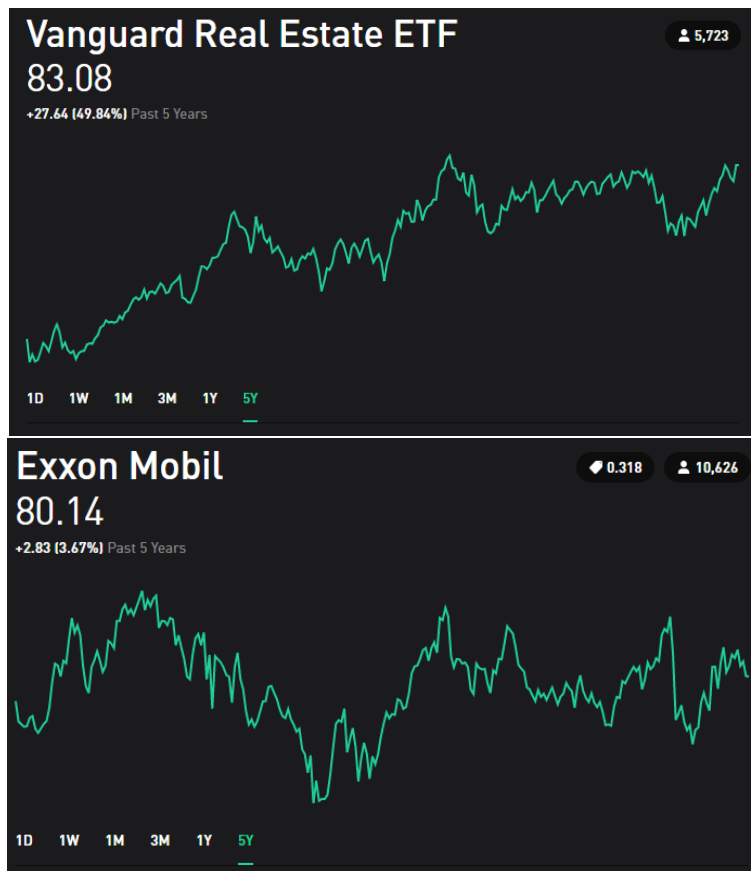 Vanguard Real Estate ETF
5,723
83.08
+27.64 (49.84%) Past 5 Years
1D 1W 1M 3M 1Y 5Y
Exxon Mobil
0.318 10,626
80.14
+2.83 (3.67%) Past 5 Years
1D 1W 1M 3M 1Y 5Y